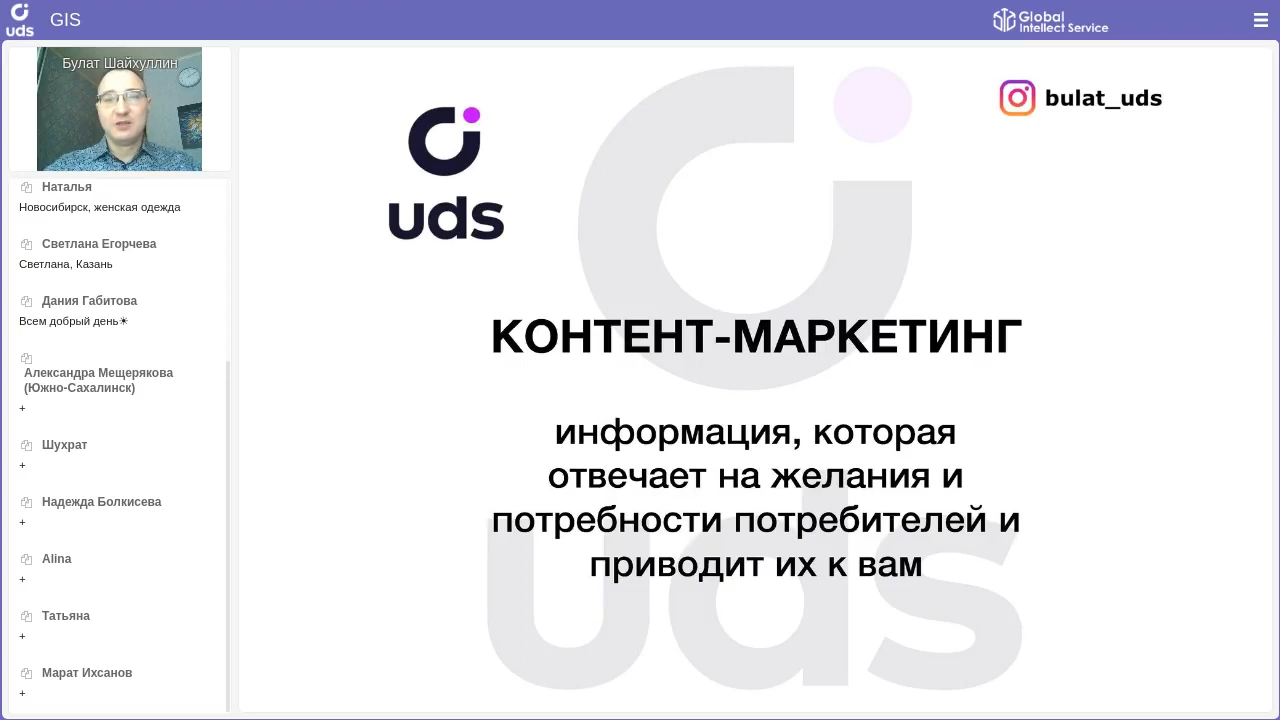 uds
GIS
Global
Intellect Service
Булат Шайхуллин
Наталья
Новосибирск, женская одежда
Светлана Егорчева
Светлана, Казань
Дания Габитова
Всем добрый день☀
Александра Мещерякова
(Южно-Сахалинск)
+
Шухрат
+
Надежда Болкисева
+
Alina
+
Татьяна
+
Марат Ихсанов
+
uds
bulat_uds
КОНТЕНТ-МАРКЕТИНГ
информация, которая
отвечает на желания и
потребности потребителей и
приводит их к вам
uds